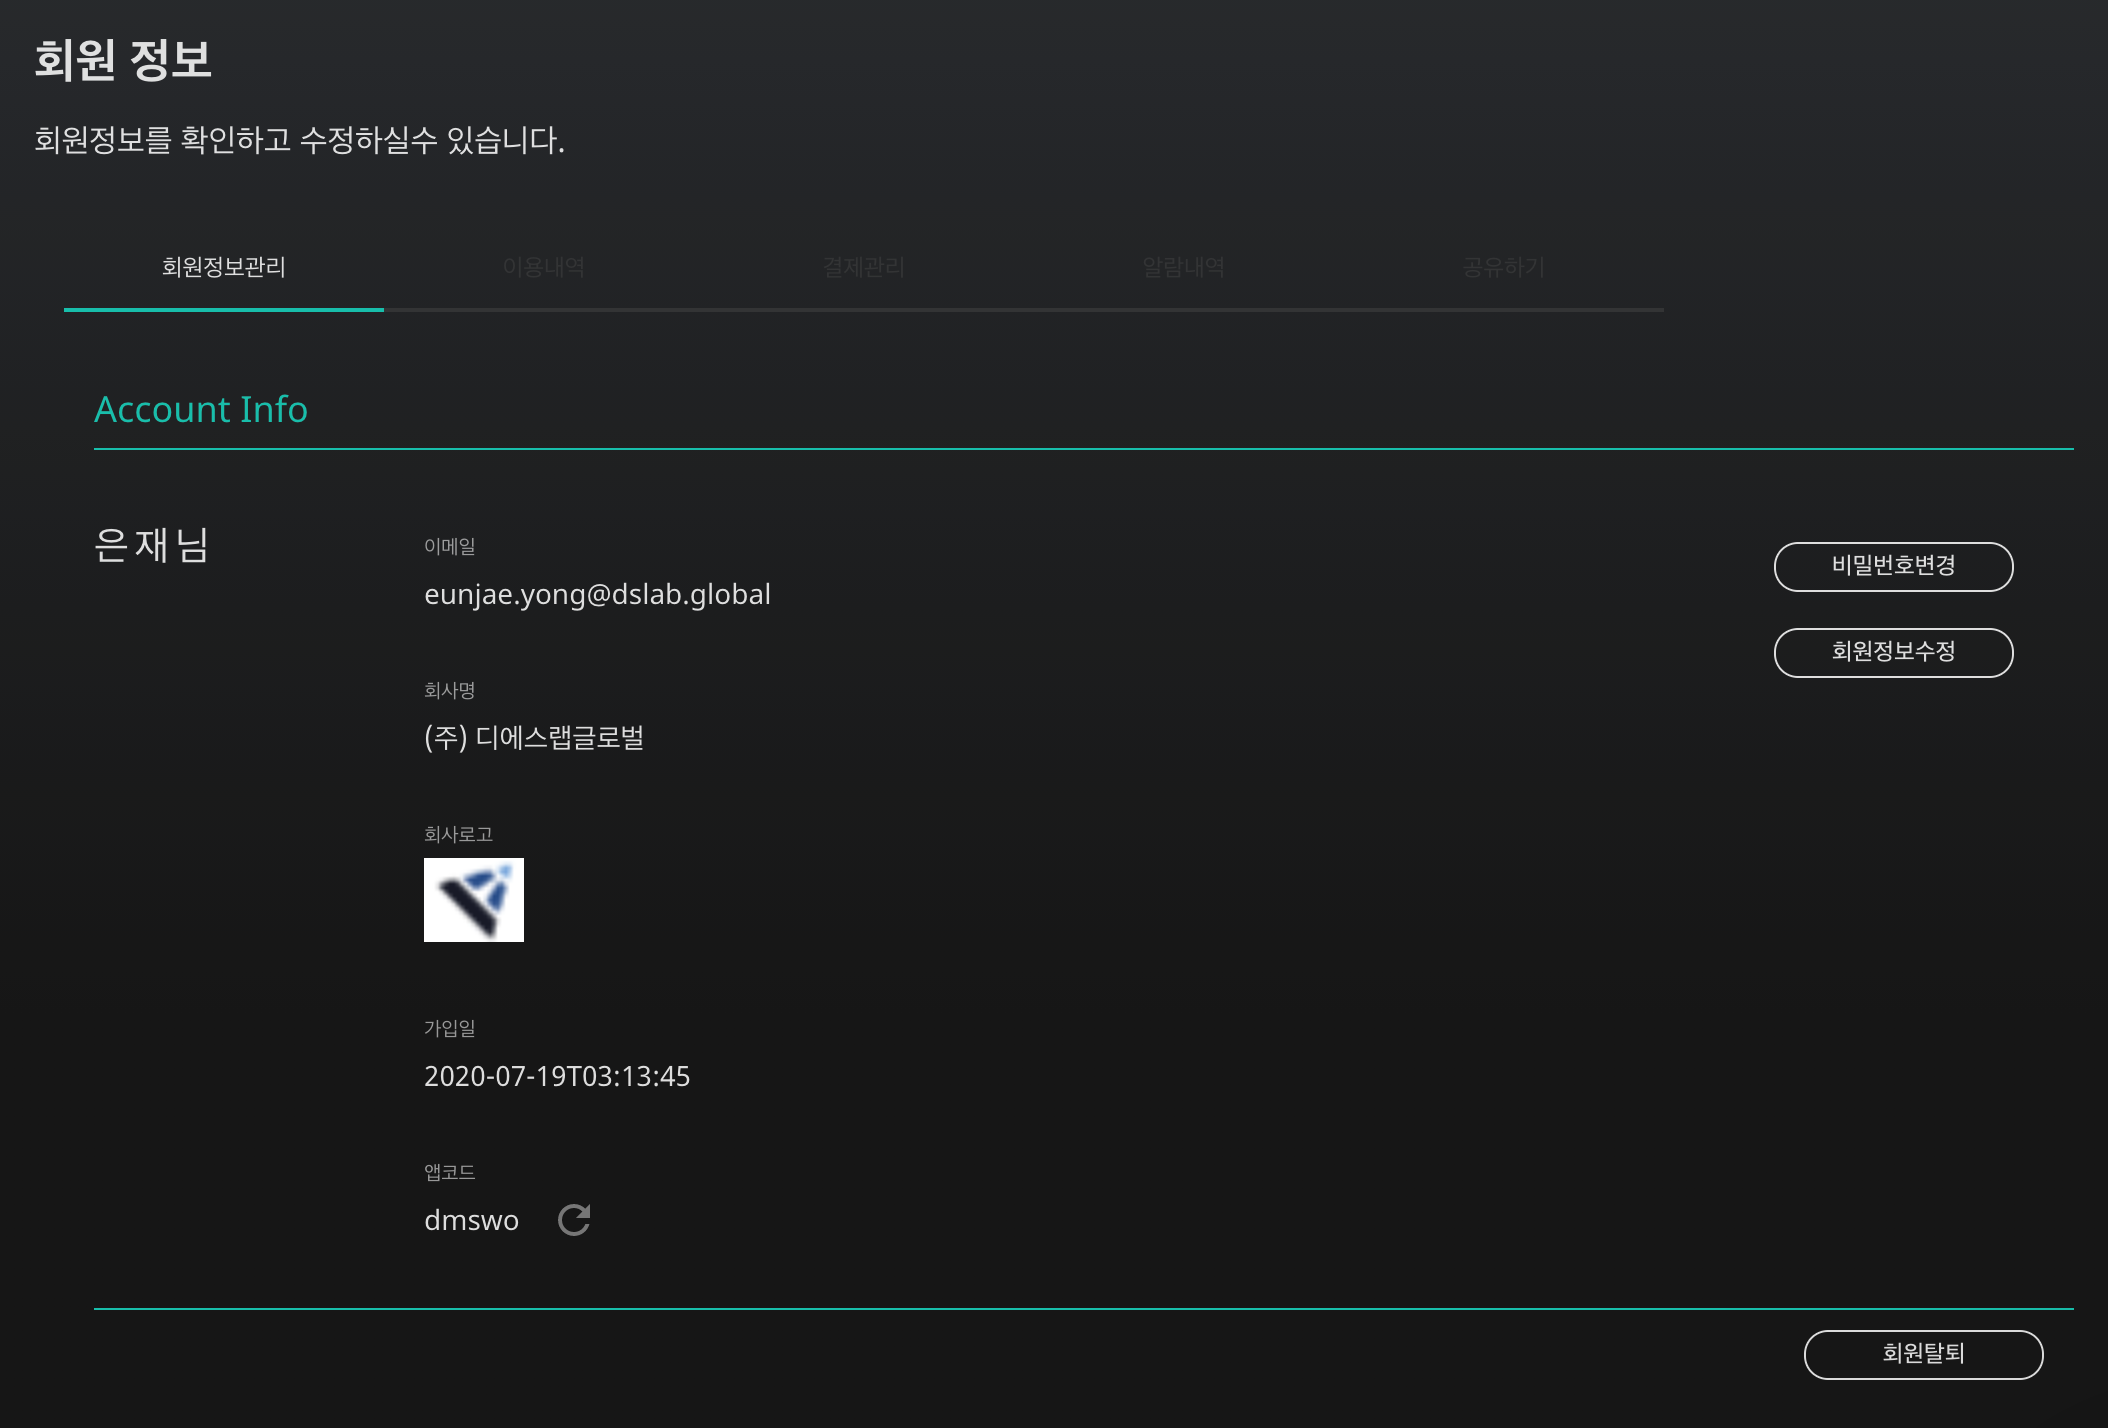 회원 정보
회원정보를 확인하고 수정하실수 있습니다.
회원정보관리 이용내역 결제관리 알람내역 공유하기
Account Info
은재님
이메일
eunjae.yong@dslab.global
비밀번호변경
회원정보수정
회사명
(주) 디에스랩글로벌
회사로고
가입일
2020-07-19T03:13:45
앱코드
dmswo
회원탈퇴